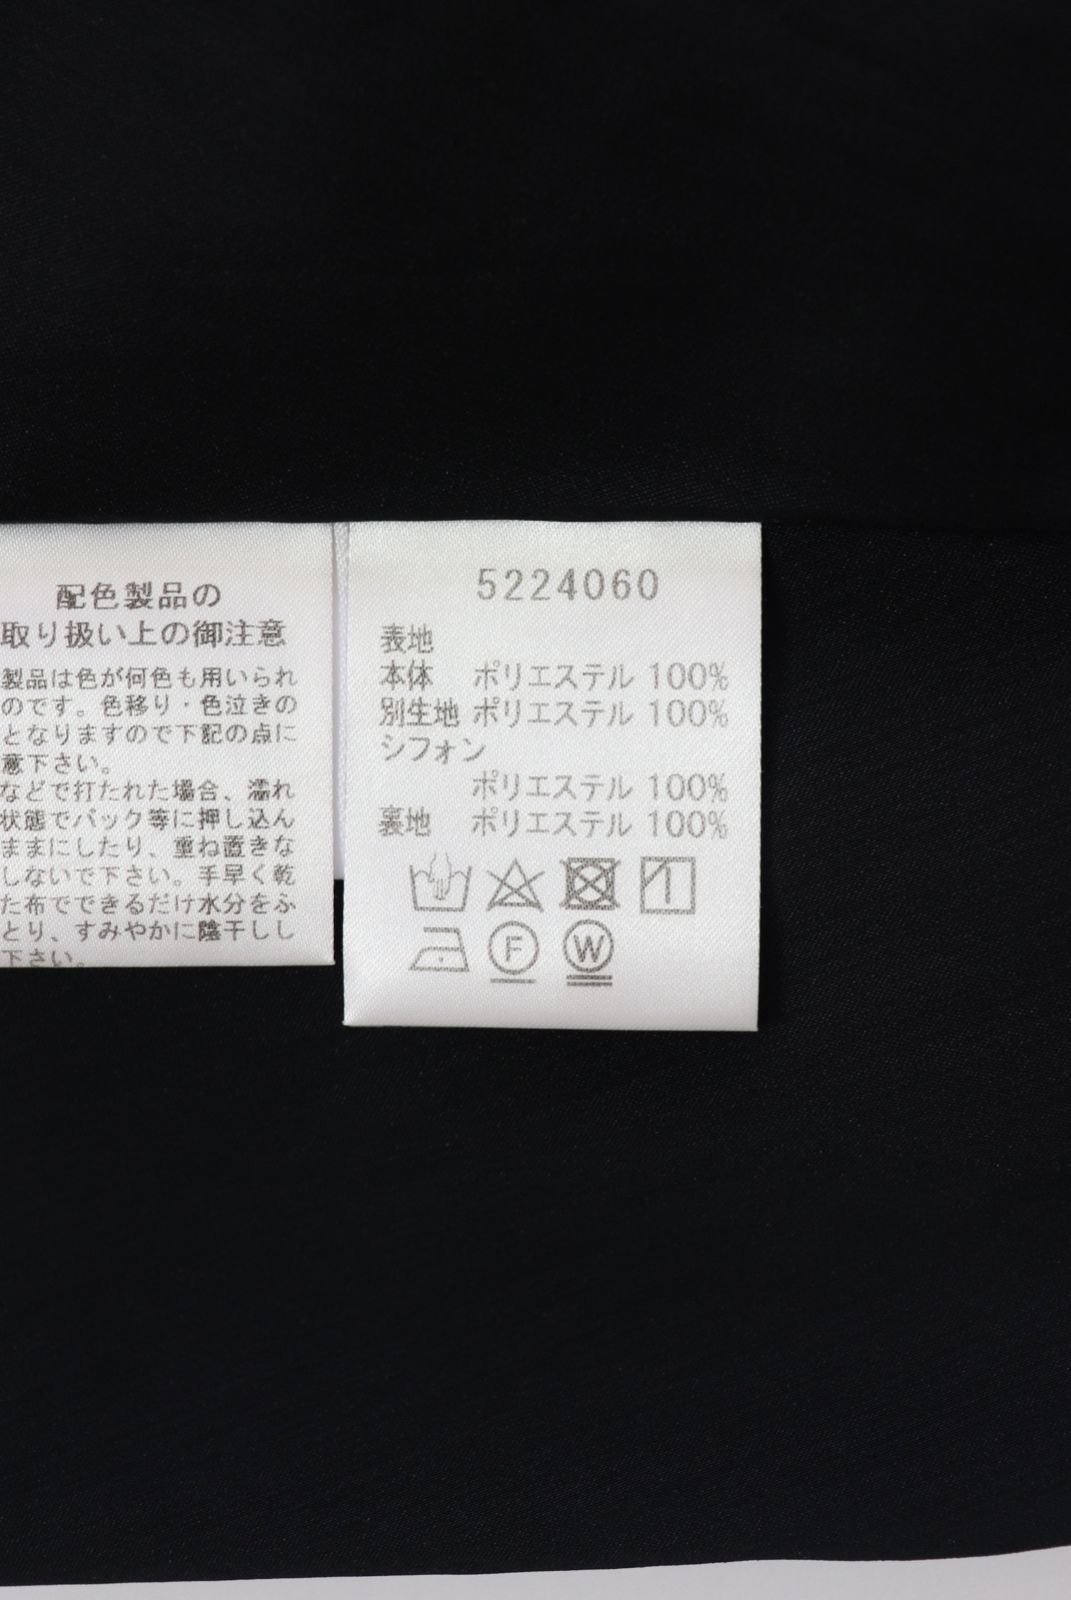 配色製品の
取り扱い上の御注意
製品は色が何色も用いられ
のです。色移り・色泣きの
となりますので下記の点に
意下さい。
などで打たれた場合、濡れ
状態でバック等に押し込ん
ままにしたり、重ね置きな
しないで下さい。手早く乾
た布でできるだけ水分をふ
とり、すみやかに陰干しし
下さい。
5224060
表地
本体 ポリエステル 100%
別生地 ポリエステル 100%
シフォン
ポリエステル 100%
裏地 ポリエステル 100%
F W